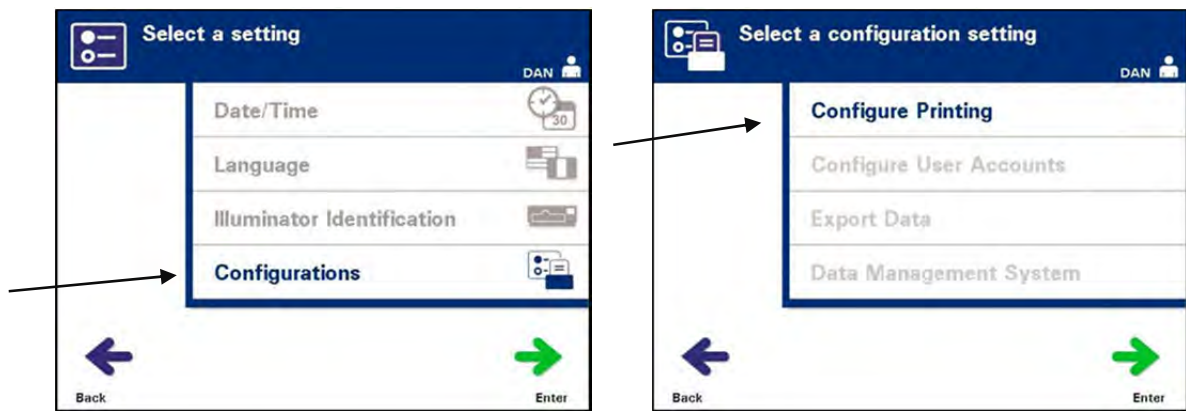 Select a setting
DAN
Date/Time
30
Language
Illuminator Identification
Configurations
Back
Enter
Select a configuration setting
DAN
Configure Printing
Configure User Accounts
Export Data
Data Management System
Back
Enter